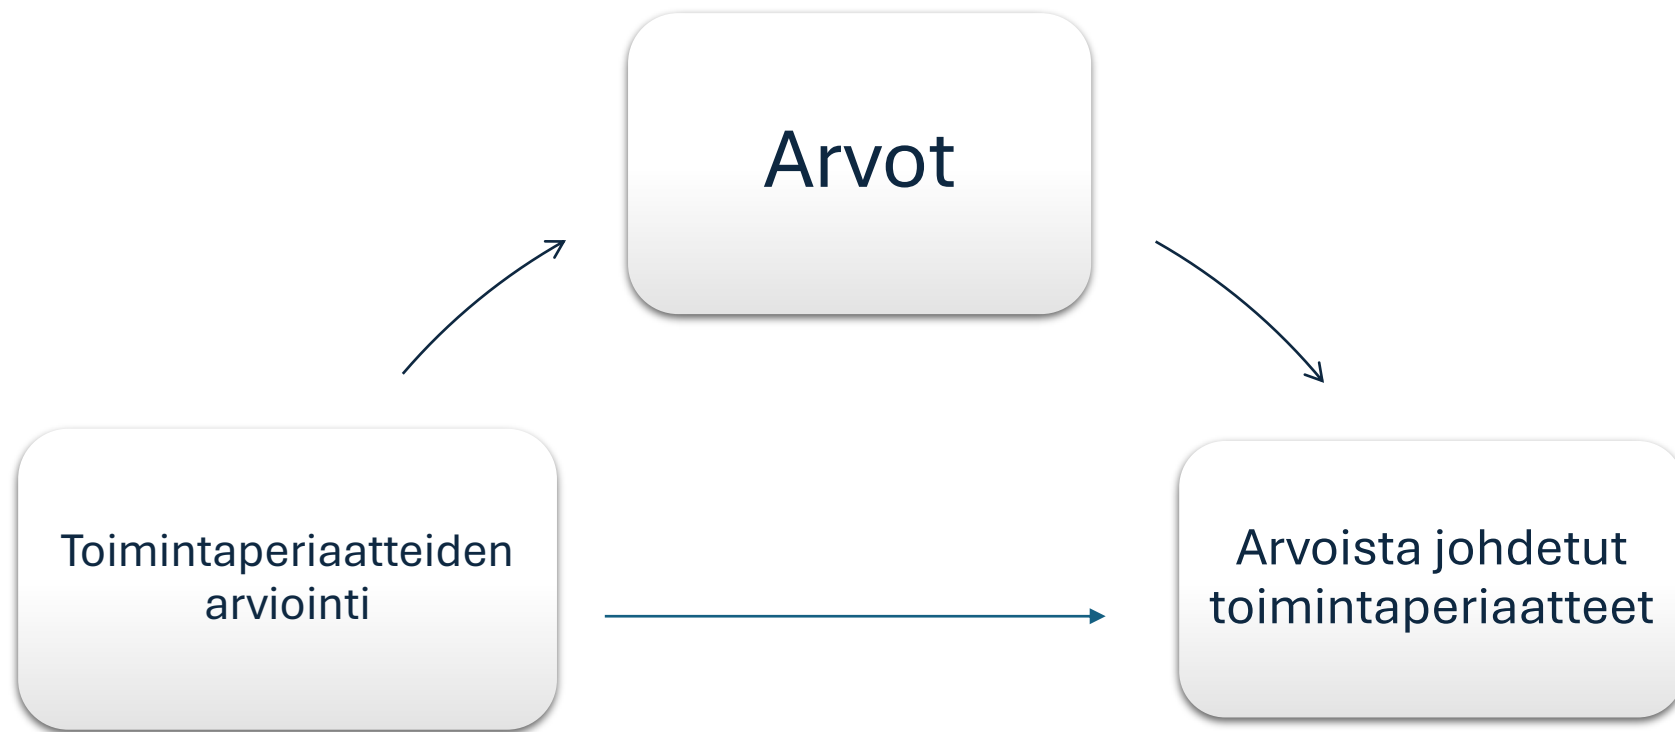 Arvot
Toimintaperiaatteiden
arviointi
Arvoista johdetut
toimintaperiaatteet